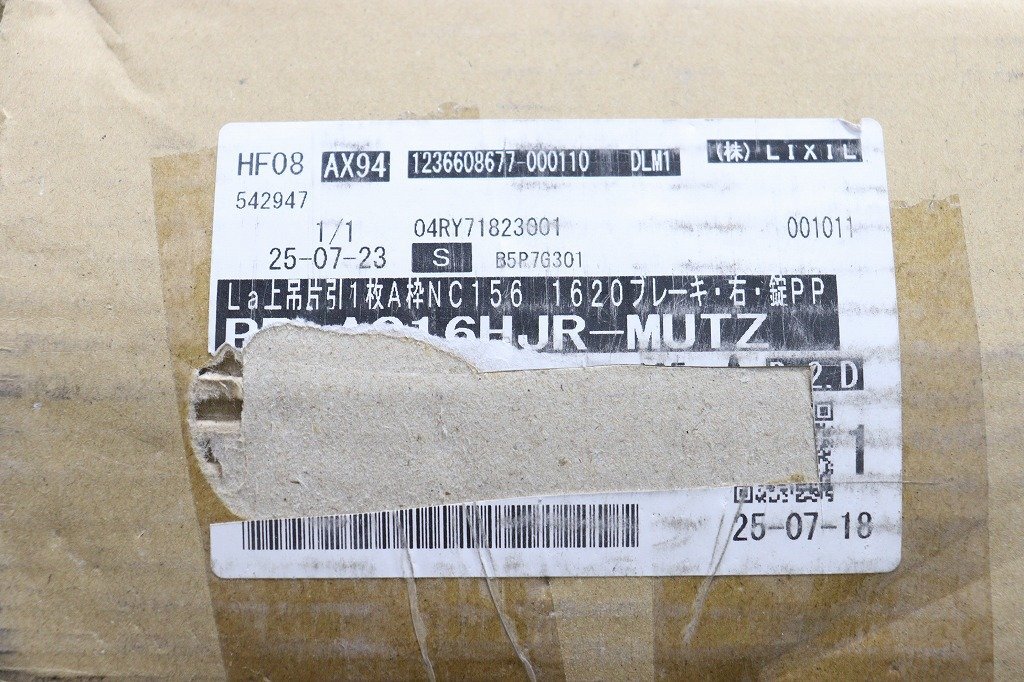 HF08 AX94 1236608677-000110 DLM1 (株)LIXIL
542947
1/1 04RY71823001 001011
25-07-23 S B5R7G301
La上吊片引1枚A枠NC156 1620ブレーキ・右・錠PP
16HJR-MUTZ
2.D
1
25-07-18